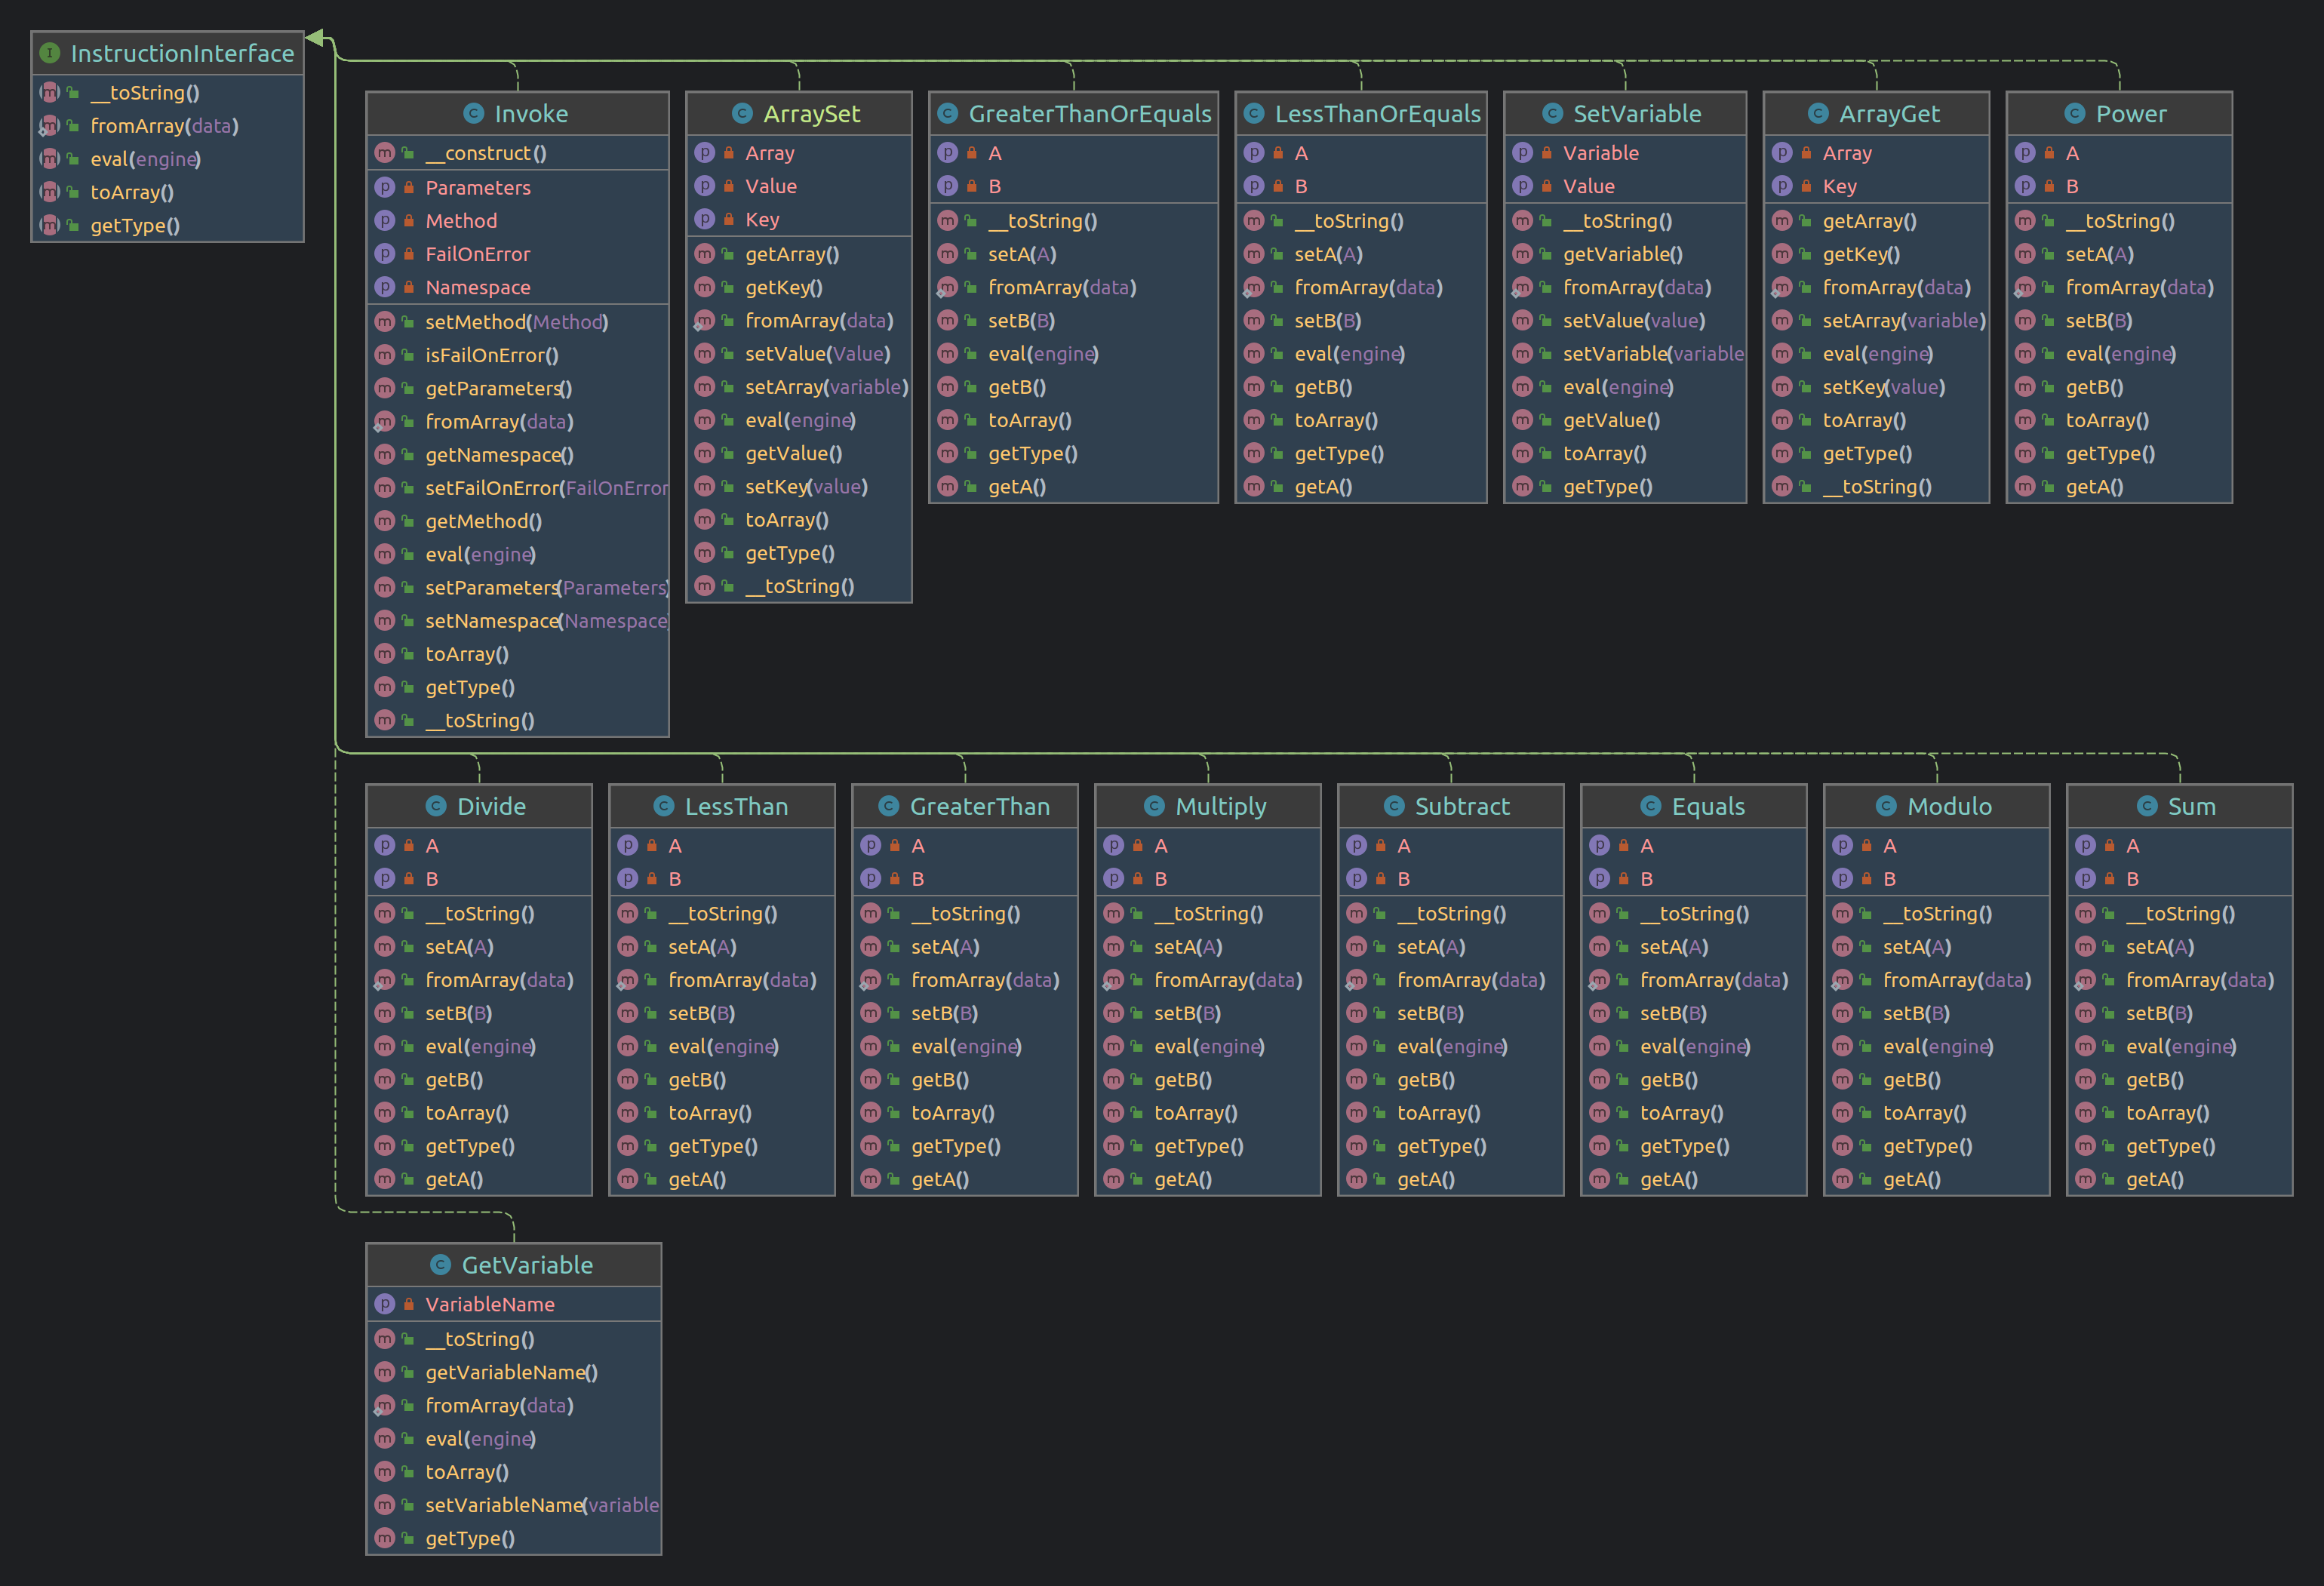 InstructionInterface
__toString()
fromArray(data)
eval(engine)
toArray()
getType()
Invoke
__construct()
Parameters
Method
FailOnError
Namespace
setMethod(Method)
isFailOnError()
getParameters()
fromArray(data)
getNamespace()
setFailOnError(FailOnError
getMethod()
eval(engine)
setParameters(Parameters)
setNamespace(Namespace)
toArray()
getType()
__toString()
ArraySet
Array
Value
Key
getArray()
getKey()
fromArray(data)
setValue(Value)
setArray(variable)
eval(engine)
getValue()
setKey(value)
toArray()
getType()
__toString()
GreaterThanOrEquals
A
B
__toString()
setA(A)
fromArray(data)
setB(B)
eval(engine)
getB()
toArray()
getType()
getA()
LessThanOrEquals
A
B
__toString()
setA(A)
fromArray(data)
setB(B)
eval(engine)
getB()
toArray()
getType()
getA()
SetVariable
Variable
Value
__toString()
getVariable()
fromArray(data)
setValue(value)
setVariable(variable
eval(engine)
getValue()
toArray()
getType()
ArrayGet
Array
Key
getArray()
getKey()
fromArray(data)
setArray(variable)
eval(engine)
setKey(value)
toArray()
getType()
__toString()
Power
A
B
__toString()
setA(A)
fromArray(data)
setB(B)
eval(engine)
getB()
toArray()
getType()
getA()
Divide
A
B
__toString()
setA(A)
fromArray(data)
setB(B)
eval(engine)
getB()
toArray()
getType()
getA()
LessThan
A
B
__toString()
setA(A)
fromArray(data)
setB(B)
eval(engine)
getB()
toArray()
getType()
getA()
GreaterThan
A
B
__toString()
setA(A)
fromArray(data)
setB(B)
eval(engine)
getB()
toArray()
getType()
getA()
Multiply
A
B
__toString()
setA(A)
fromArray(data)
setB(B)
eval(engine)
getB()
toArray()
getType()
getA()
Subtract
A
B
__toString()
setA(A)
fromArray(data)
setB(B)
eval(engine)
getB()
toArray()
getType()
getA()
Equals
A
B
__toString()
setA(A)
fromArray(data)
setB(B)
eval(engine)
getB()
toArray()
getType()
getA()
Modulo
A
B
__toString()
setA(A)
fromArray(data)
setB(B)
eval(engine)
getB()
toArray()
getType()
getA()
Sum
A
B
__toString()
setA(A)
fromArray(data)
setB(B)
eval(engine)
getB()
toArray()
getType()
getA()
GetVariable
VariableName
__toString()
getVariableName()
fromArray(data)
eval(engine)
toArray()
setVariableName(variable
getType()